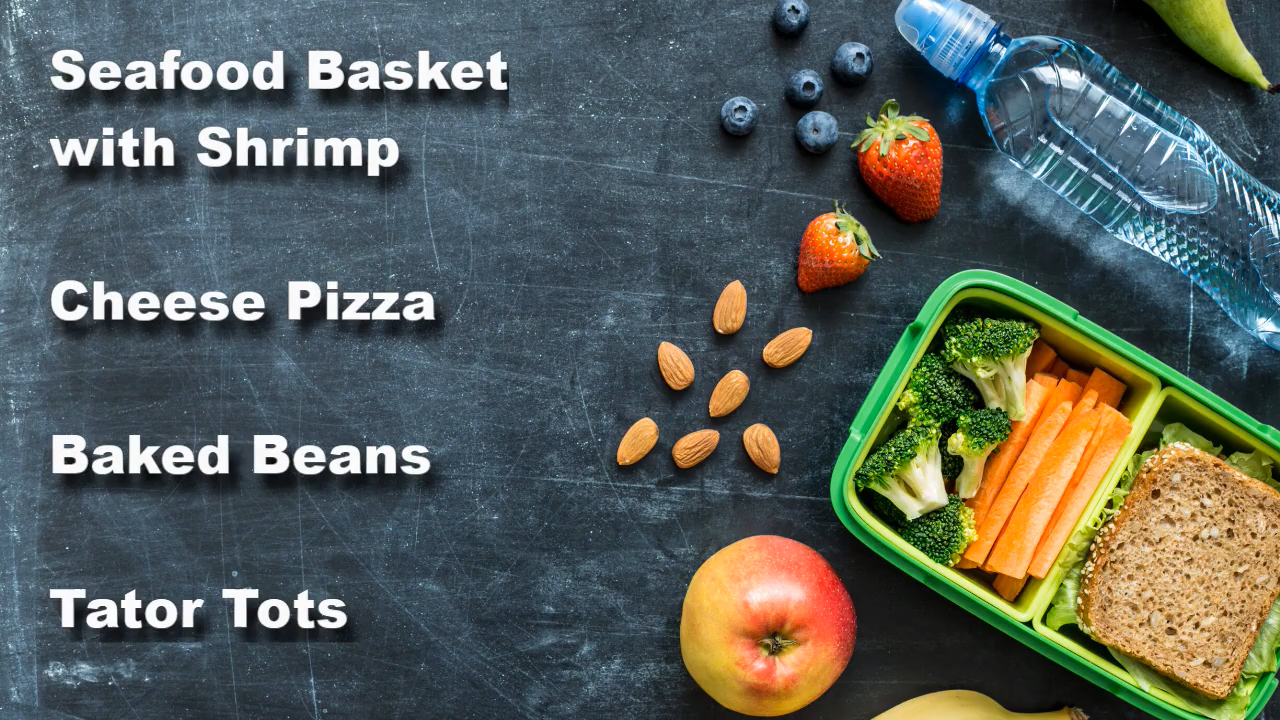 Seafood Basket
with Shrimp
Cheese Pizza
Baked Beans
Tator Tots